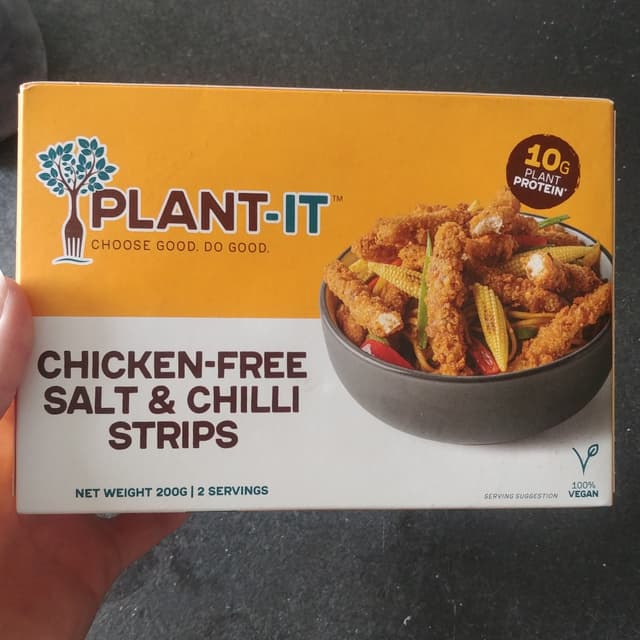 10G
PLANT
PROTEIN*
PLANT-IT™
CHOOSE GOOD. DO GOOD.
CHICKEN-FREE
SALT & CHILLI
STRIPS
NET WEIGHT 200G | 2 SERVINGS
SERVING SUGGESTION
100%
VEGAN